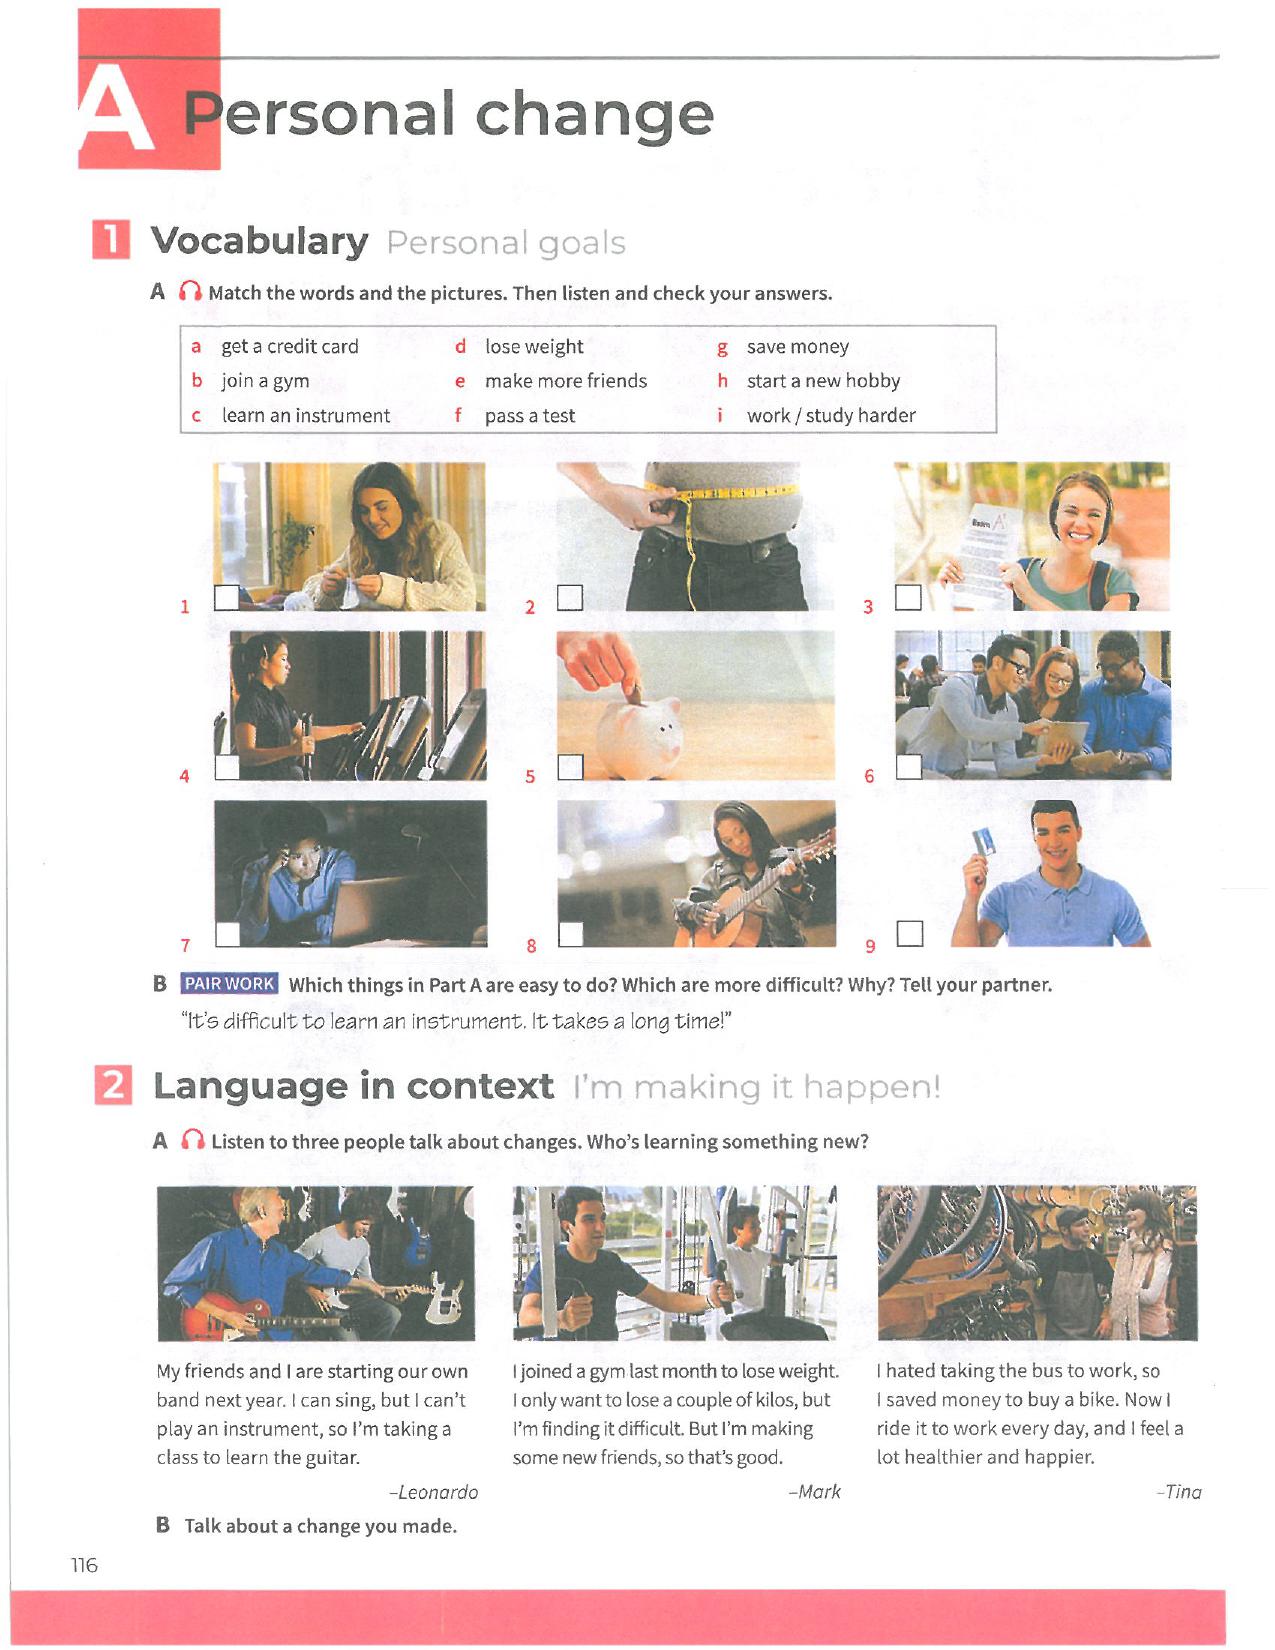 A Personal change
1 Vocabulary Personal goals
A Match the words and the pictures. Then listen and check your answers.
a get a credit card d lose weight g save money
b join a gym e make more friends h start a new hobby
c learn an instrument f pass a test i work / study harder
1 2 3
4 5 6
7 8 9
B PAIR WORK Which things in Part A are easy to do? Which are more difficult? Why? Tell your partner.
"It's difficult to learn an instrument. It takes a long time!"
2 Language in context I'm making it happen!
A Listen to three people talk about changes. Who's learning something new?
My friends and I are starting our own
band next year. I can sing, but I can't
play an instrument, so I'm taking a
class to learn the guitar.
–Leonardo
I joined a gym last month to lose weight.
I only want to lose a couple of kilos, but
I'm finding it difficult. But I'm making
some new friends, so that's good.
–Mark
I hated taking the bus to work, so
I saved money to buy a bike. Now I
ride it to work every day, and I feel a
lot healthier and happier.
–Tina
B Talk about a change you made.
116